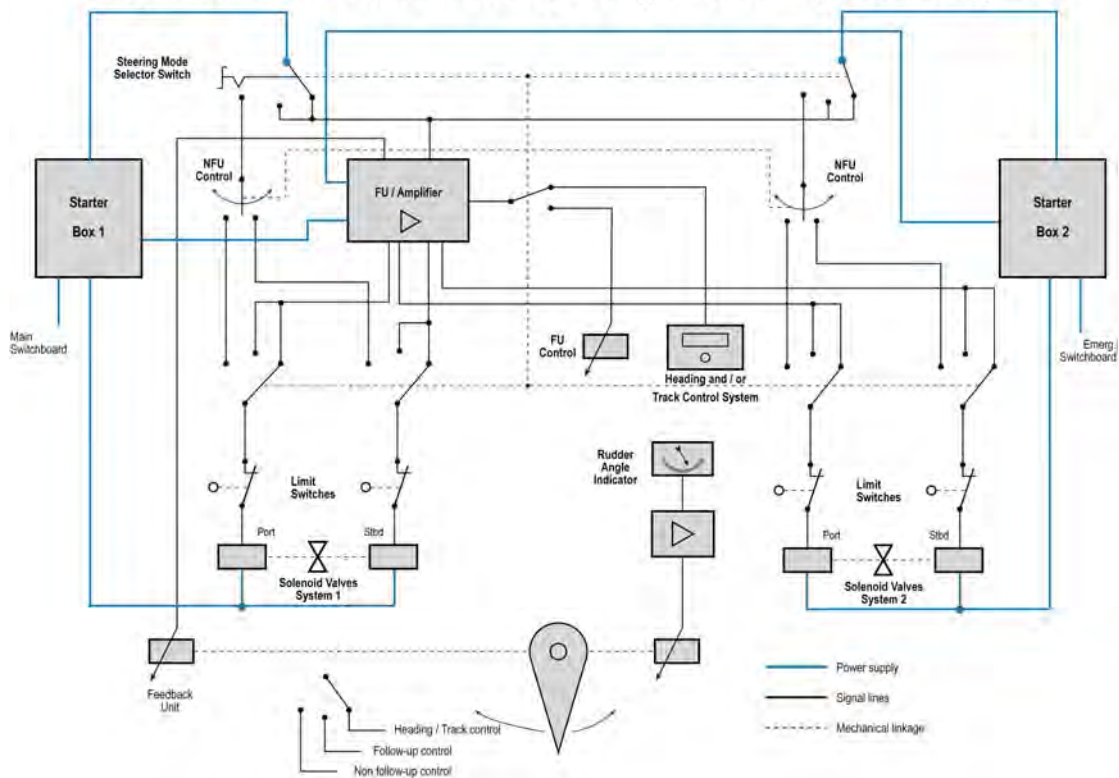 Steering Mode
Selector Switch
NFU
Control
NFU
Control
FU / Amplifier
Starter
Box 1
Starter
Box 2
Main
Switchboard
FU
Control
Heading and / or
Track Control System
Emerg.
Switchboard
Rudder
Angle
Indicator
Limit
Switches
Limit
Switches
Port
Stbd
Port
Stbd
Solenoid Valves
System 1
Solenoid Valves
System 2
Feedback
Unit
Power supply
Signal lines
Mechanical linkage
Heading / Track control
Follow-up control
Non follow-up control